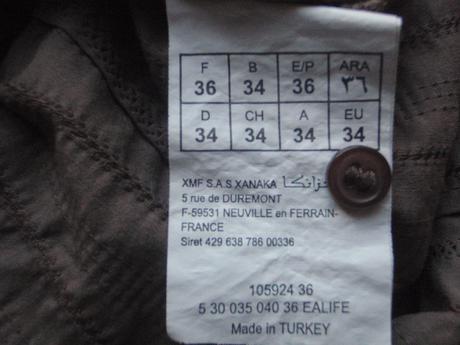 F B E/P ARA
36 34 36 ٣٦
D CH A EU
34 34 34 34
XMF S.A.S XANAKA
5 rue de DUREMONT
F-59531 NEUVILLE en FERRAIN-
FRANCE
Siret 429 638 786 00336
105924 36
5 30 035 040 36 EALIFE
Made in TURKEY